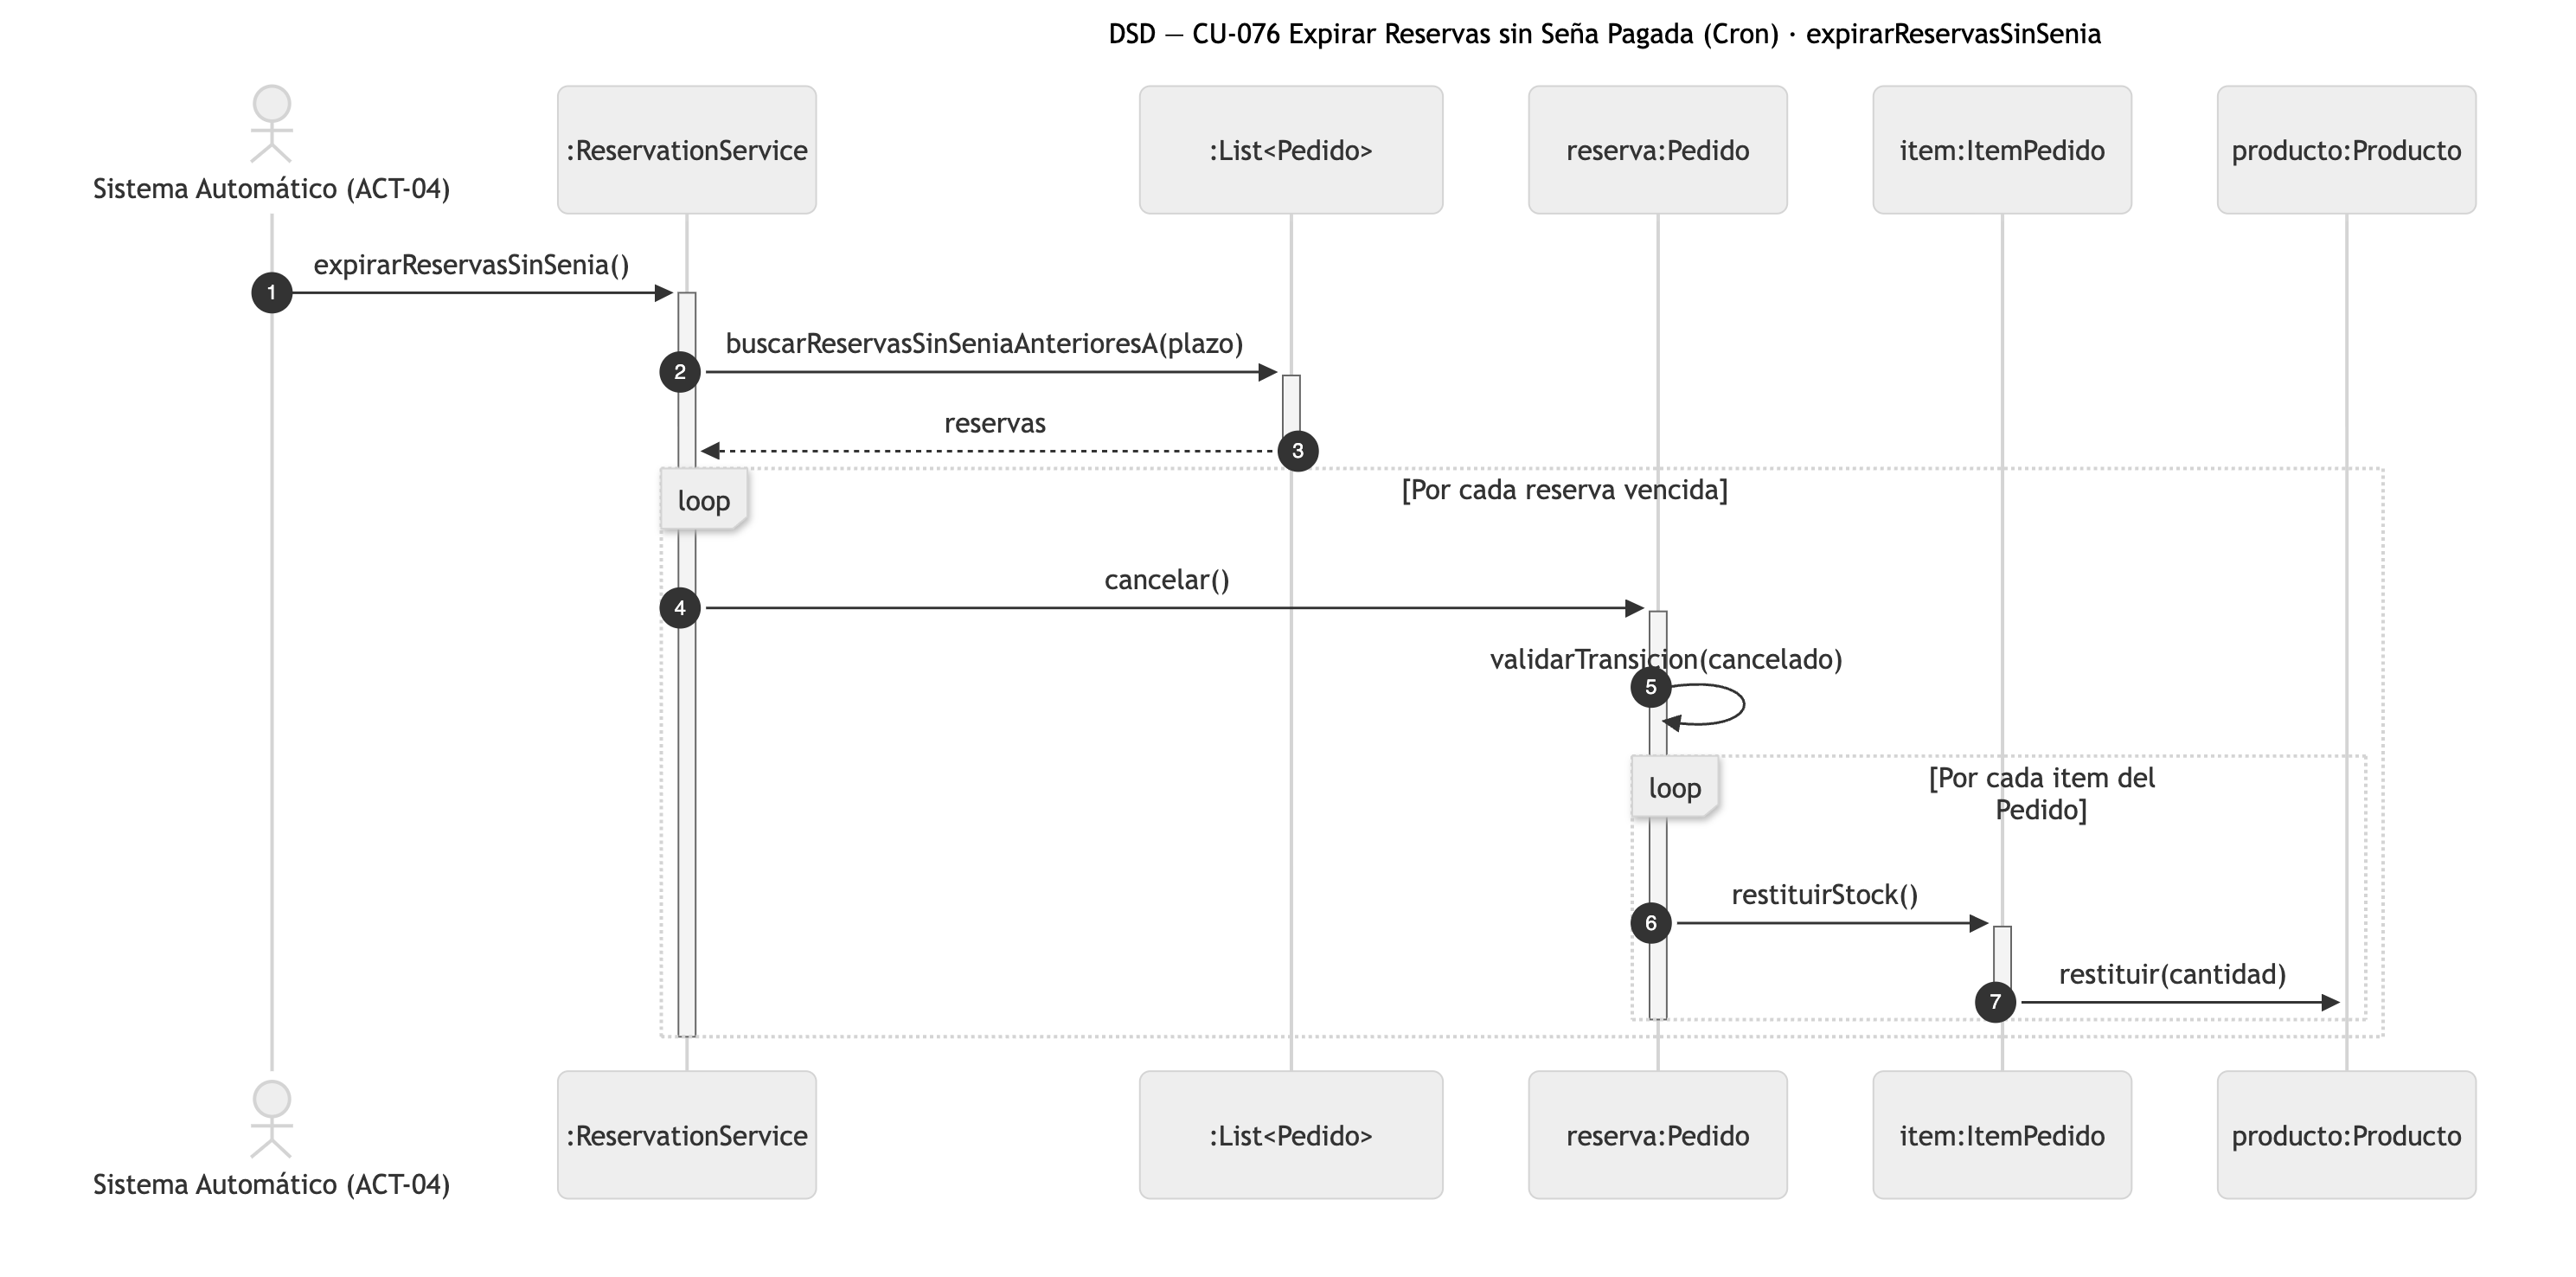 DSD — CU-076 Expirar Reservas sin Seña Pagada (Cron) · expirarReservasSinSenia
Sistema Automático (ACT-04)
:ReservationService
:List<Pedido>
reserva:Pedido
item:ItemPedido
producto:Producto
expirarReservasSinSenia()
1
buscarReservasSinSeniaAnterioresA(plazo)
2
reservas
3
loop
[Por cada reserva vencida]
cancelar()
4
validarTransicion(cancelado)
5
loop
[Por cada item del
Pedido]
restituirStock()
6
restituir(cantidad)
7
Sistema Automático (ACT-04)
:ReservationService
:List<Pedido>
reserva:Pedido
item:ItemPedido
producto:Producto